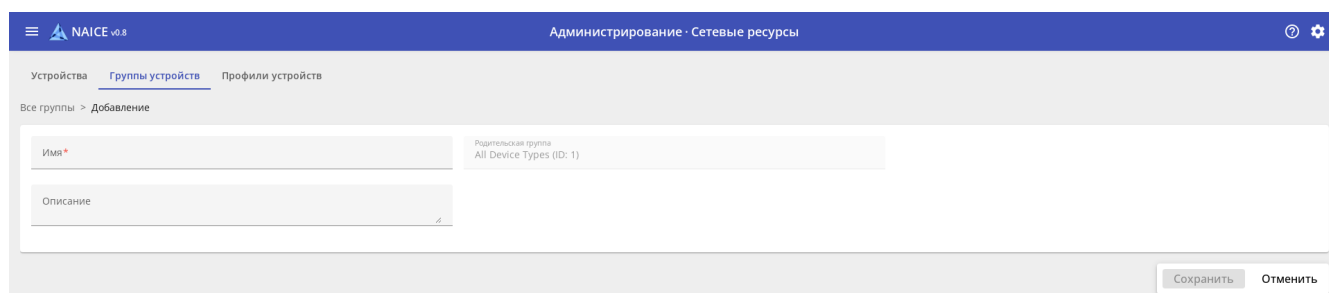 NAICE v0.8 Администрирование · Сетевые ресурсы
Устройства Группы устройств Профили устройств
Все группы > Добавление
Имя*
Родительская группа
All Device Types (ID: 1)
Описание
Сохранить Отменить